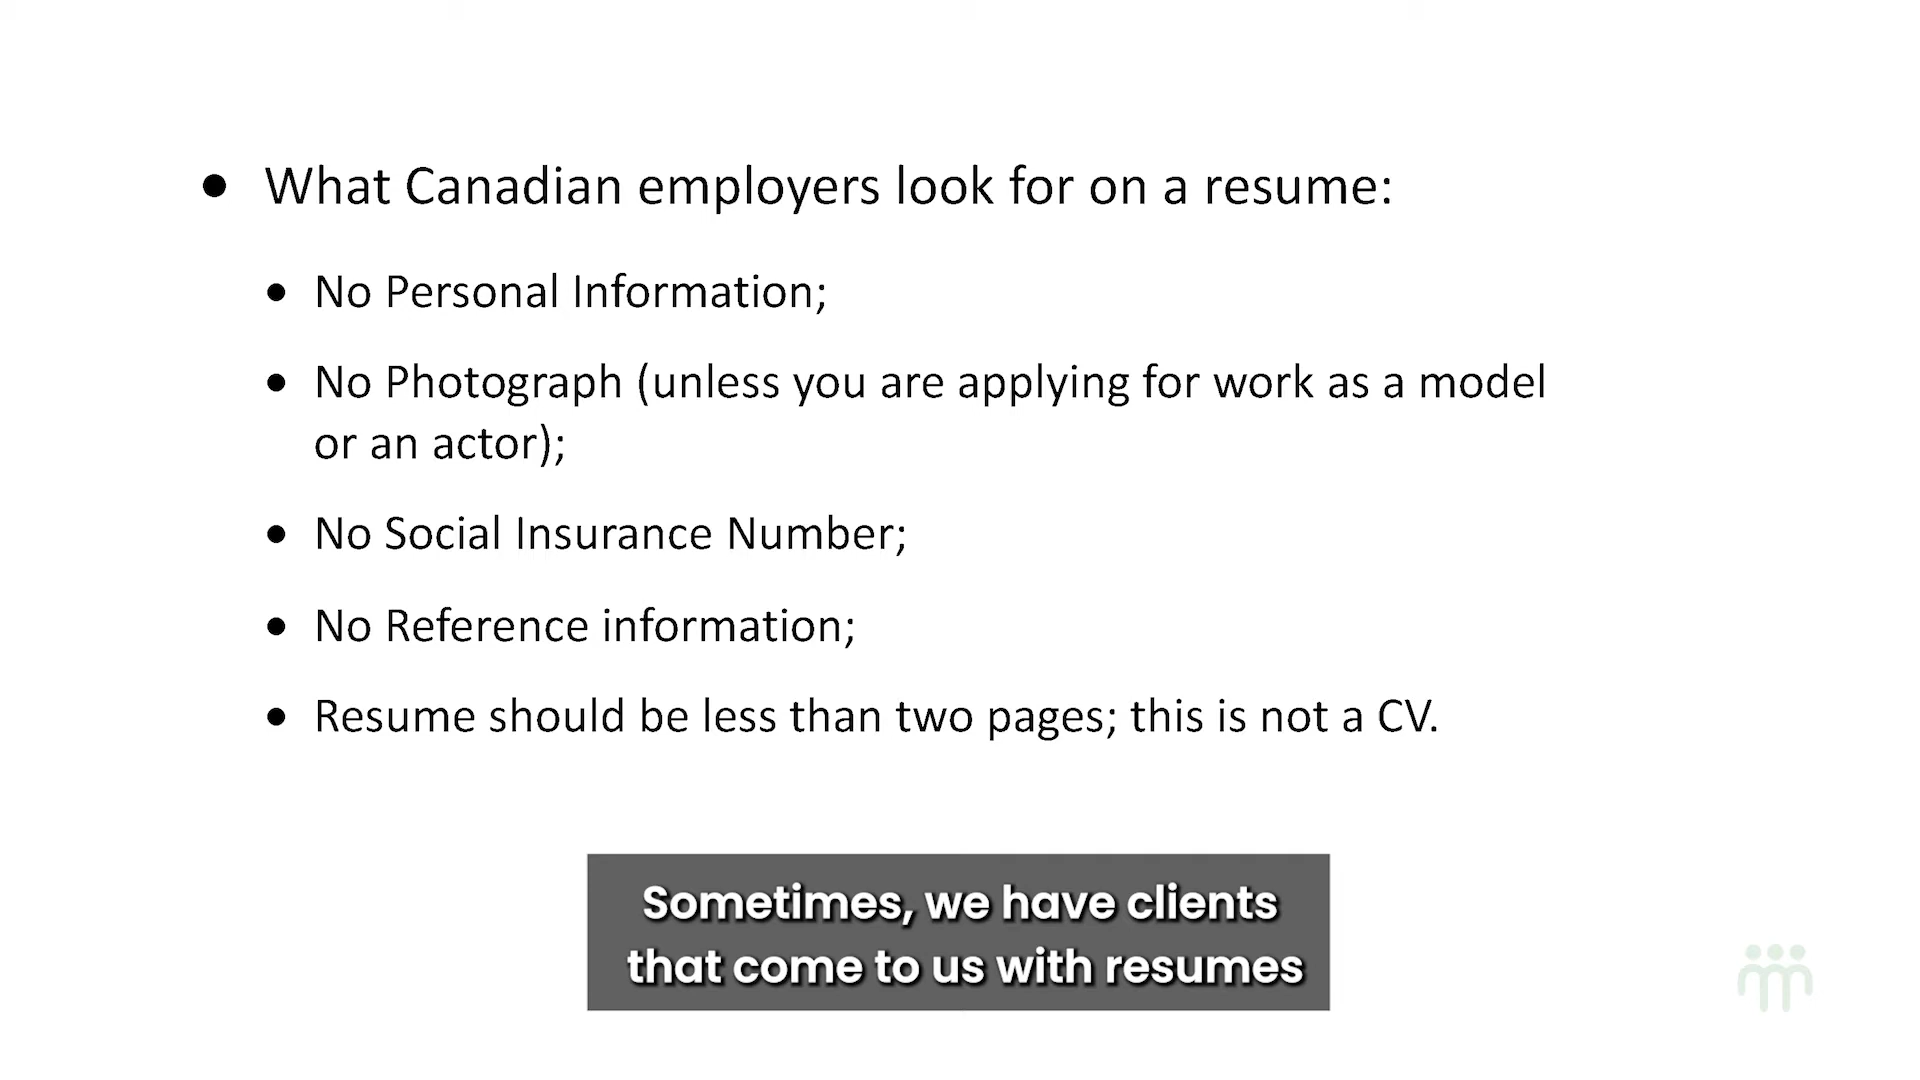 • What Canadian employers look for on a resume:
• No Personal Information;
• No Photograph (unless you are applying for work as a model
or an actor);
• No Social Insurance Number;
• No Reference information;
• Resume should be less than two pages; this is not a CV.
Sometimes, we have clients
that come to us with resumes